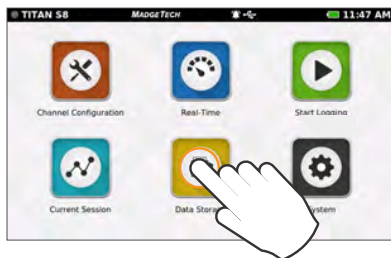 TITAN S8 MADGETECH 11:47 AM
Channel Configuration Real-Time Start Logging
Current Session Data Storage System